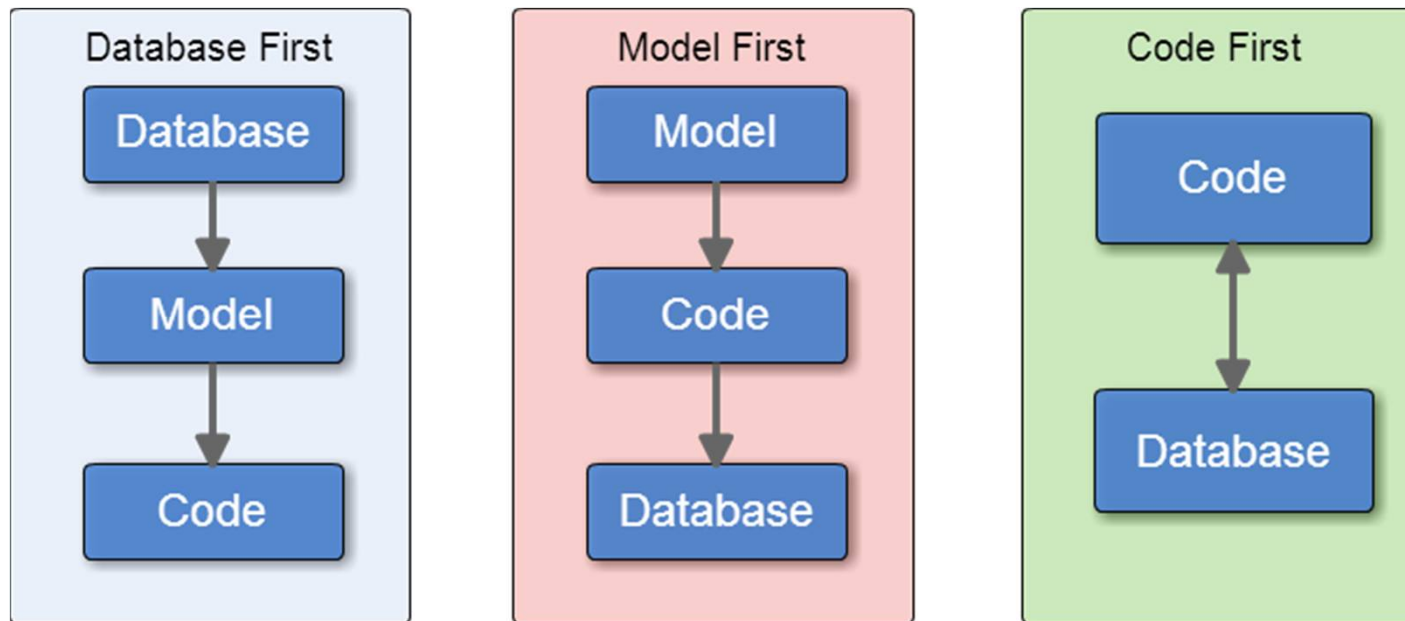 Database First
Database
Model
Code
Model First
Model
Code
Database
Code First
Code
Database